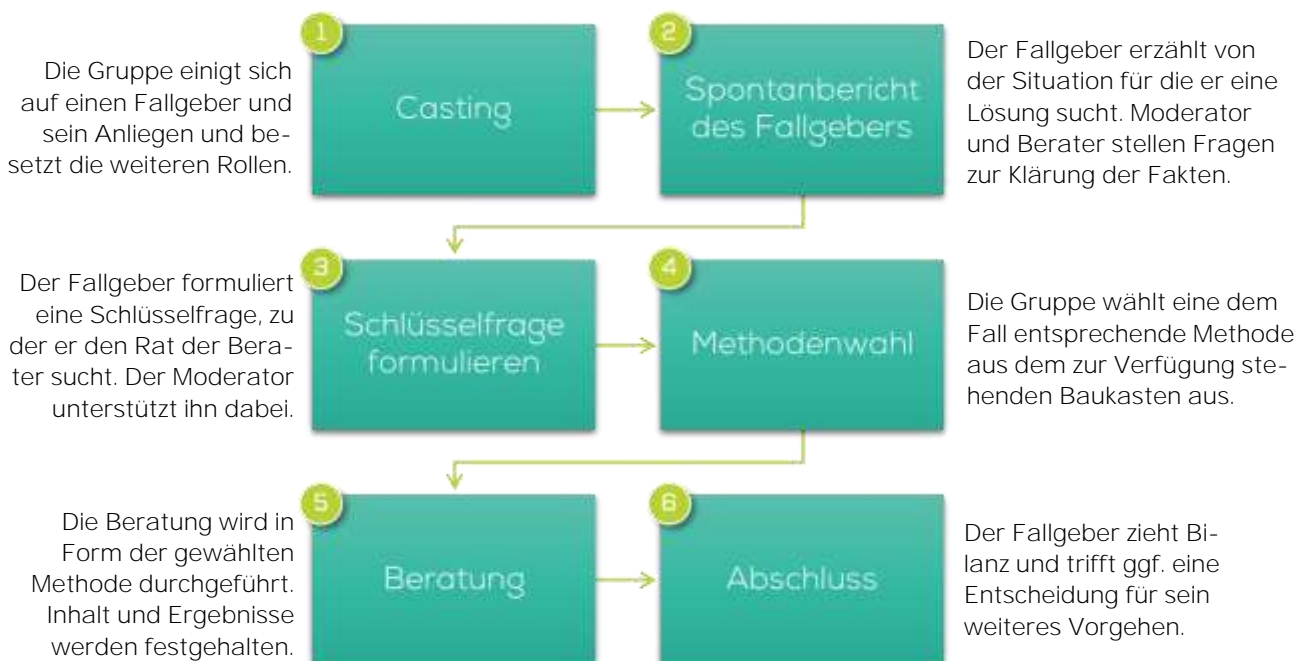 Die Gruppe einigt sich
auf einen Fallgeber und
sein Anliegen und be-
setzt die weiteren Rollen.
1
Casting
2
Spontanbericht
des Fallgebers
Der Fallgeber erzählt von
der Situation für die er eine
Lösung sucht. Moderator
und Berater stellen Fragen
zur Klärung der Fakten.
Der Fallgeber formuliert
eine Schlüsselfrage, zu
der er den Rat der Bera-
ter sucht. Der Moderator
unterstützt ihn dabei.
3
Schlüsselfrage
formulieren
4
Methodenwahl
Die Gruppe wählt eine dem
Fall entsprechende Methode
aus dem zur Verfügung ste-
henden Baukasten aus.
Die Beratung wird in
Form der gewählten
Methode durchgeführt.
Inhalt und Ergebnisse
werden festgehalten.
5
Beratung
6
Abschluss
Der Fallgeber zieht Bi-
lanz und trifft ggf. eine
Entscheidung für sein
weiteres Vorgehen.